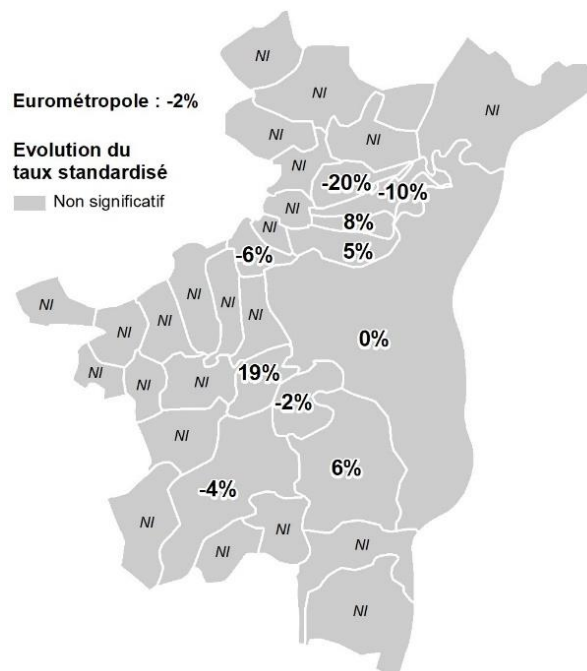 NI
NI
NI
Eurométropole : -2%
NI
NI
Evolution du
taux standardisé
NI
-20%
-10%
Non significatif
NI
8%
NI
5%
-6%
NI
NI
NI
NI
NI
NI
0%
NI
19%
NI
NI
NI
-2%
NI
6%
-4%
NI
NI
NI
NI
NI